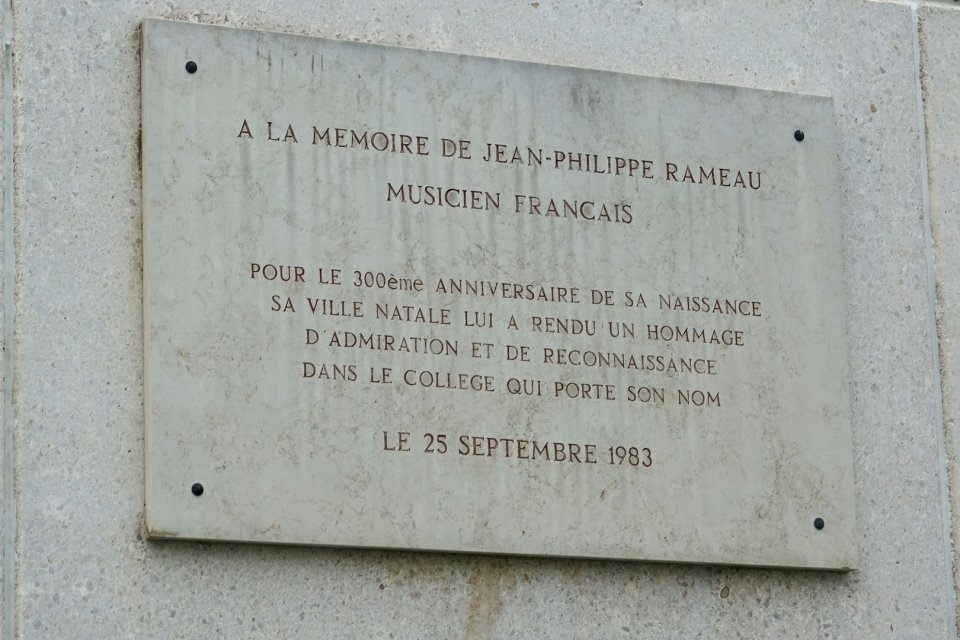 A LA MEMOIRE DE JEAN-PHILIPPE RAMEAU
MUSICIEN FRANCAIS
POUR LE 300ème ANNIVERSAIRE DE SA NAISSANCE
SA VILLE NATALE LUI A RENDU UN HOMMAGE
D'ADMIRATION ET DE RECONNAISSANCE
DANS LE COLLEGE QUI PORTE SON NOM
LE 25 SEPTEMBRE 1983